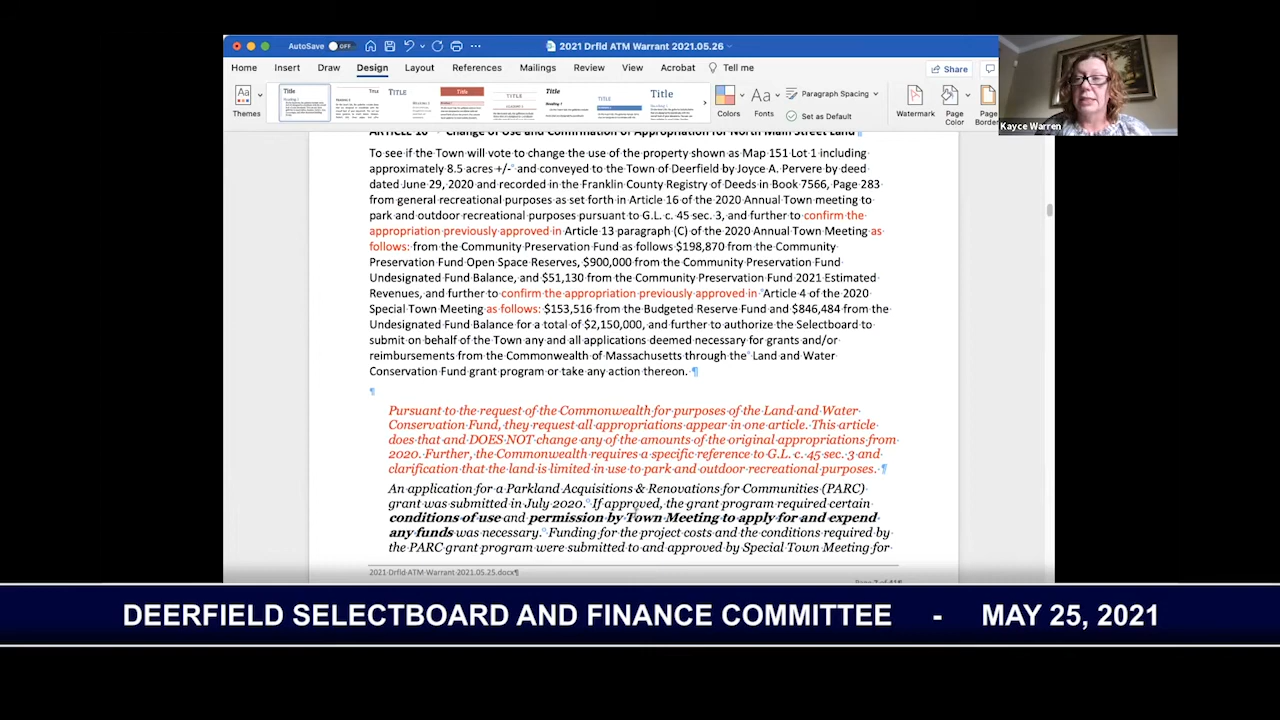 AutoSave OFF
2021 Drfld ATM Warrant 2021.05.26
Home Insert Draw Design Layout References Mailings Review View Acrobat Tell me
Share
Themes
Colors
Fonts
Paragraph Spacing
Set as Default
Watermark
Page Color
Page Borde
Kayce Warren
Change of Use and Confirmation of Appropriation for North Main Street Land
To see if the Town will vote to change the use of the property shown as Map 151 Lot 1 including
approximately 8.5 acres +/- and conveyed to the Town of Deerfield by Joyce A. Pervere by deed
dated June 29, 2020 and recorded in the Franklin County Registry of Deeds in Book 7566, Page 283
from general recreational purposes as set forth in Article 16 of the 2020 Annual Town meeting to
park and outdoor recreational purposes pursuant to G.L. c. 45 sec. 3, and further to confirm the
appropriation previously approved in Article 13 paragraph (C) of the 2020 Annual Town Meeting as
follows: from the Community Preservation Fund as follows $198,870 from the Community
Preservation Fund Open Space Reserves, $900,000 from the Community Preservation Fund
Undesignated Fund Balance, and $51,130 from the Community Preservation Fund 2021 Estimated
Revenues, and further to confirm the appropriation previously approved in Article 4 of the 2020
Special Town Meeting as follows: $153,516 from the Budgeted Reserve Fund and $846,484 from the
Undesignated Fund Balance for a total of $2,150,000, and further to authorize the Selectboard to
submit on behalf of the Town any and all applications deemed necessary for grants and/or
reimbursements from the Commonwealth of Massachusetts through the Land and Water
Conservation Fund grant program or take any action thereon. ¶
¶
Pursuant to the request of the Commonwealth for purposes of the Land and Water
Conservation Fund, they request all appropriations appear in one article. This article
does that and DOES NOT change any of the amounts of the original appropriations from
2020. Further, the Commonwealth requires a specific reference to G.L. c. 45 sec. 3 and
clarification that the land is limited in use to park and outdoor recreational purposes. ¶
An application for a Parkland Acquisitions & Renovations for Communities (PARC)
grant was submitted in July 2020. If approved, the grant program required certain
conditions of use and permission by Town Meeting to apply for and expend
any funds was necessary. Funding for the project costs and the conditions required by
the PARC grant program were submitted to and approved by Special Town Meeting for
2021 Drfld ATM Warrant 2021.05.25.docx¶
DEERFIELD SELECTBOARD AND FINANCE COMMITTEE - MAY 25, 2021